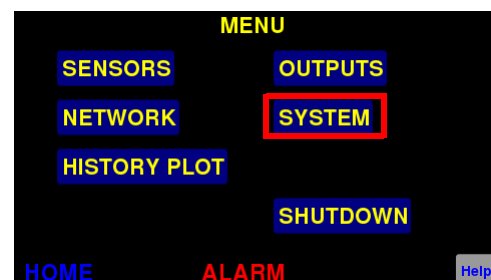 MENU
SENSORS OUTPUTS
NETWORK SYSTEM
HISTORY PLOT
SHUTDOWN
HOME ALARM Help